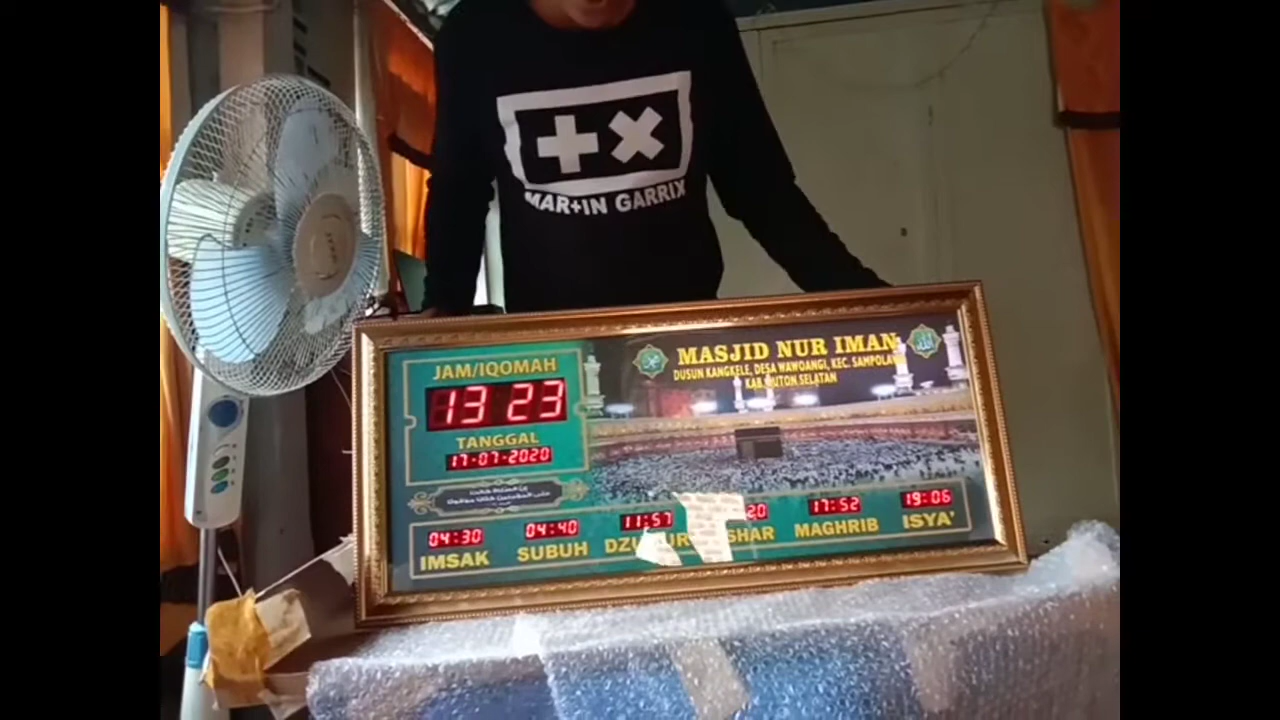 MAR+IN GARRIX
MASJID NUR IMAN
DUSUN KANGKELE, DESA WAWOANGI, KEC. SAMPOLAWA
KAB. BUTON SELATAN
JAM/IQOMAH
13 23
TANGGAL
17-07-2020
04:30 04:40 11:57 20 17:52 19:06
IMSAK SUBUH MAGHRIB ISYA'